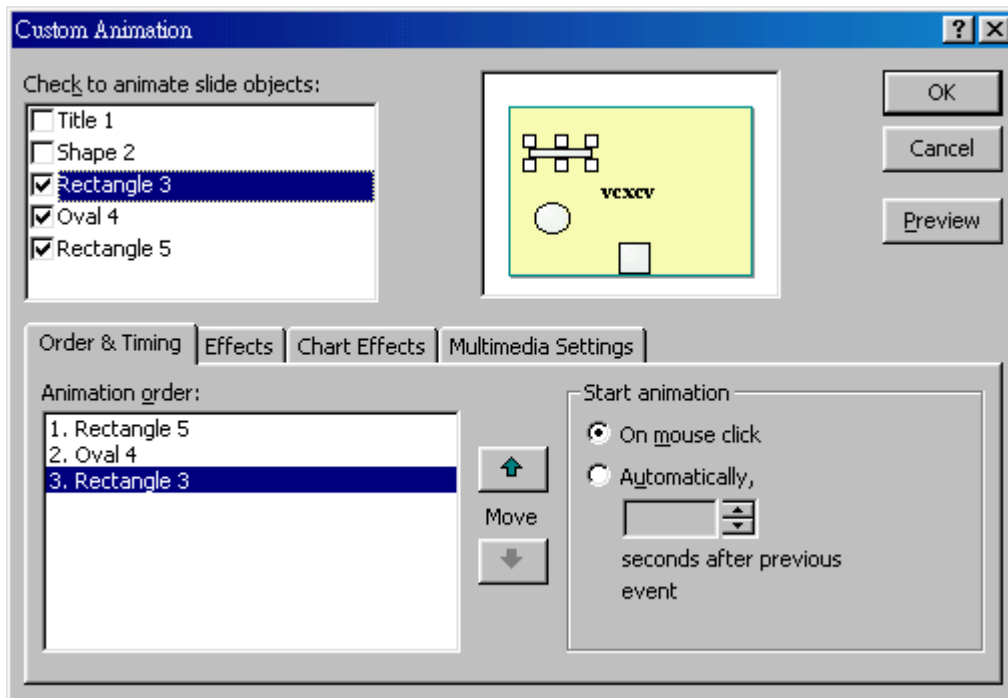 Custom Animation
Check to animate slide objects:
Title 1
Shape 2
Rectangle 3
Oval 4
Rectangle 5
vcxcv
OK
Cancel
Preview
Order & Timing
Effects
Chart Effects
Multimedia Settings
Animation order:
1. Rectangle 5
2. Oval 4
3. Rectangle 3
Move
Start animation
On mouse click
Automatically,
seconds after previous
event